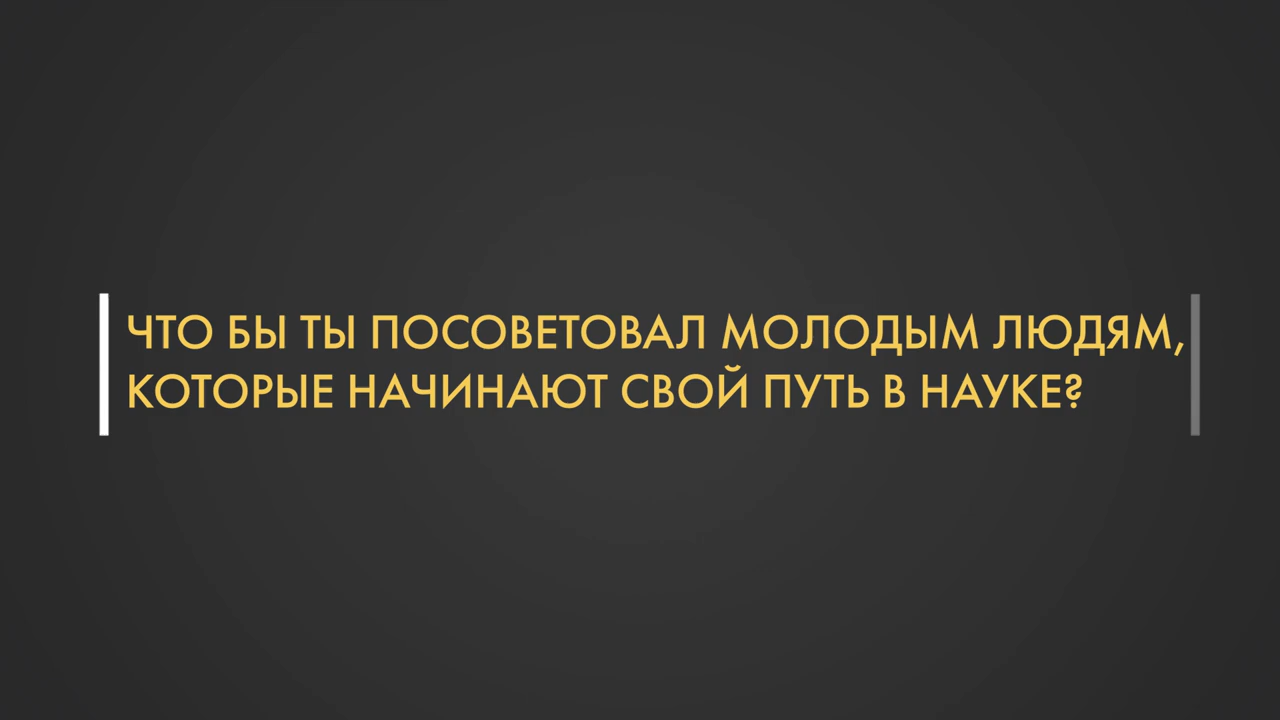 ЧТО БЫ ТЫ ПОСОВЕТОВАЛ МОЛОДЫМ ЛЮДЯМ,
КОТОРЫЕ НАЧИНАЮТ СВОЙ ПУТЬ В НАУКЕ?